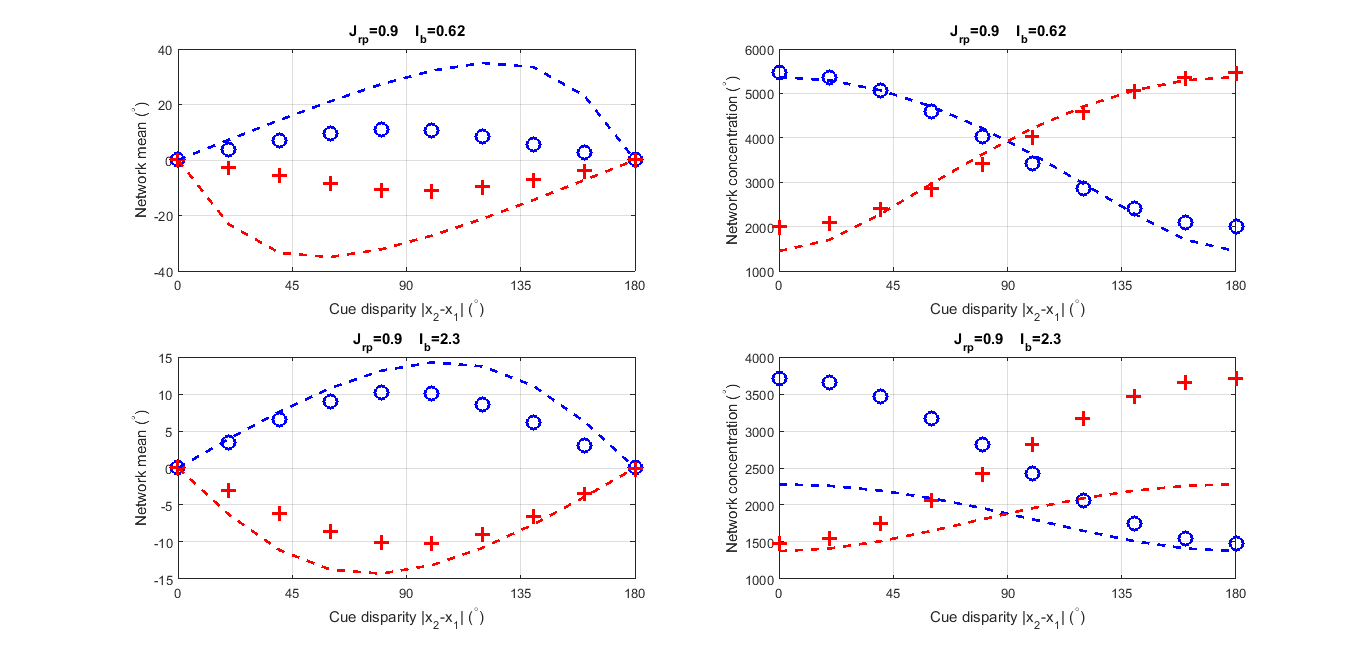 J_rp=0.9 I_b=0.62
40
20
0
-20
-40
Network mean (°)
0 45 90 135 180
Cue disparity |x_2-x_1| (°)
J_rp=0.9 I_b=0.62
6000
5000
4000
3000
2000
1000
Network concentration (°)
0 45 90 135 180
Cue disparity |x_2-x_1| (°)
J_rp=0.9 I_b=2.3
15
10
5
0
-5
-10
-15
Network mean (°)
0 45 90 135 180
Cue disparity |x_2-x_1| (°)
J_rp=0.9 I_b=2.3
4000
3500
3000
2500
2000
1500
1000
Network concentration (°)
0 45 90 135 180
Cue disparity |x_2-x_1| (°)